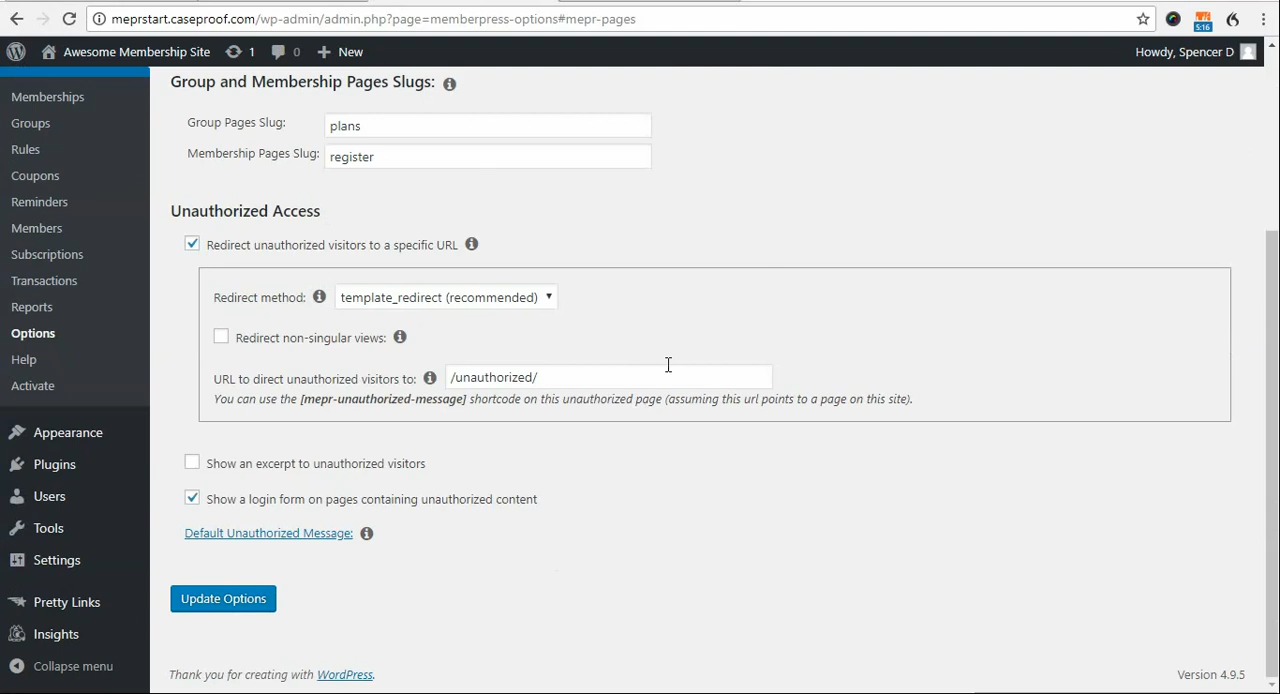 meprstart.caseproof.com/wp-admin/admin.php?page=memberpress-options#mepr-pages
5:16
Awesome Membership Site 1 0 New Howdy, Spencer D
Memberships
Groups
Rules
Coupons
Reminders
Members
Subscriptions
Transactions
Reports
Options
Help
Activate
Appearance
Plugins
Users
Tools
Settings
Pretty Links
Insights
Collapse menu
Group and Membership Pages Slugs:
Group Pages Slug: plans
Membership Pages Slug: register
Unauthorized Access
Redirect unauthorized visitors to a specific URL
Redirect method: template_redirect (recommended)
Redirect non-singular views:
URL to direct unauthorized visitors to: /unauthorized/
You can use the [mepr-unauthorized-message] shortcode on this unauthorized page (assuming this url points to a page on this site).
Show an excerpt to unauthorized visitors
Show a login form on pages containing unauthorized content
Default Unauthorized Message:
Update Options
Thank you for creating with WordPress. Version 4.9.5